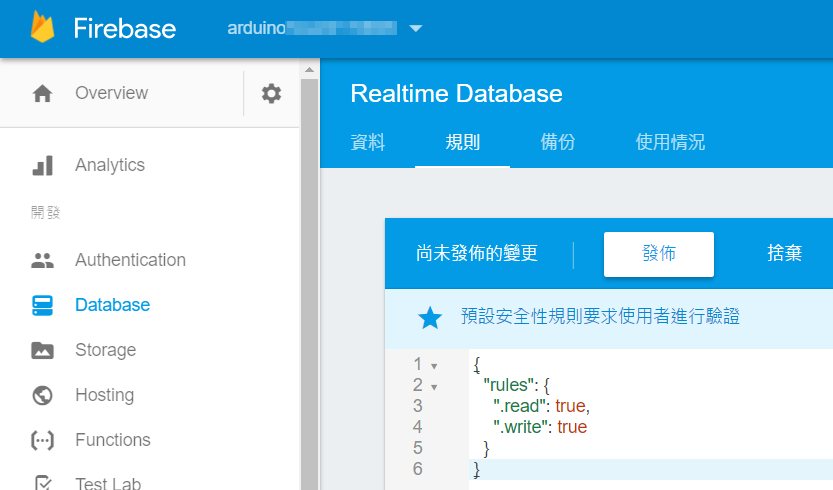 Firebase
arduino
Overview
Analytics
開發
Authentication
Database
Storage
Hosting
Functions
Test Lab
Realtime Database
資料 規則 備份 使用情況
尚未發佈的變更 發佈 捨棄
預設安全性規則要求使用者進行驗證
1 {
2 "rules": {
3 ".read": true,
4 ".write": true
5 }
6 }